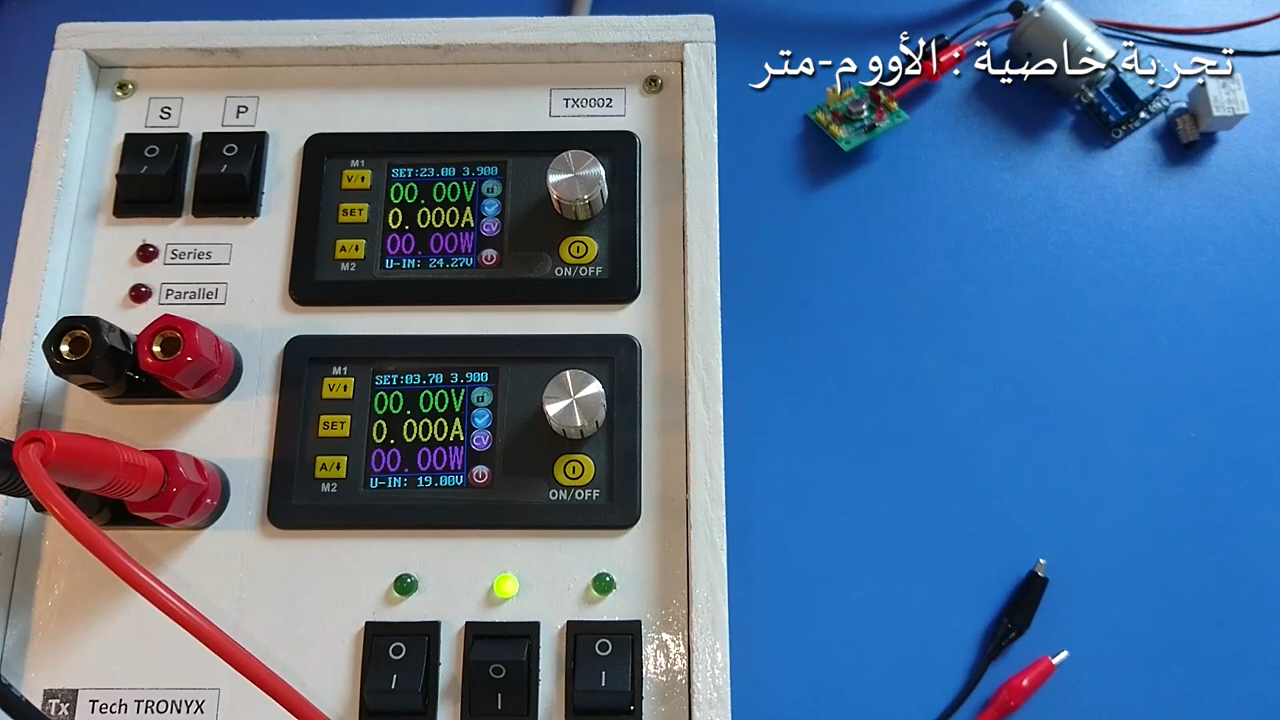 تجربة خاصية : الأووم-متر
TX0002
S P
M1
V/⬆
SET
A/⬇
M2
SET:23.00 3.900
00.00V
0.000A
CV
00.00W
U-IN: 24.27V
ON/OFF
Series
Parallel
M1
V/⬆
SET
A/⬇
M2
SET:03.70 3.900
00.00V
0.000A
CV
00.00W
U-IN: 19.00V
ON/OFF
Tx Tech TRONYX